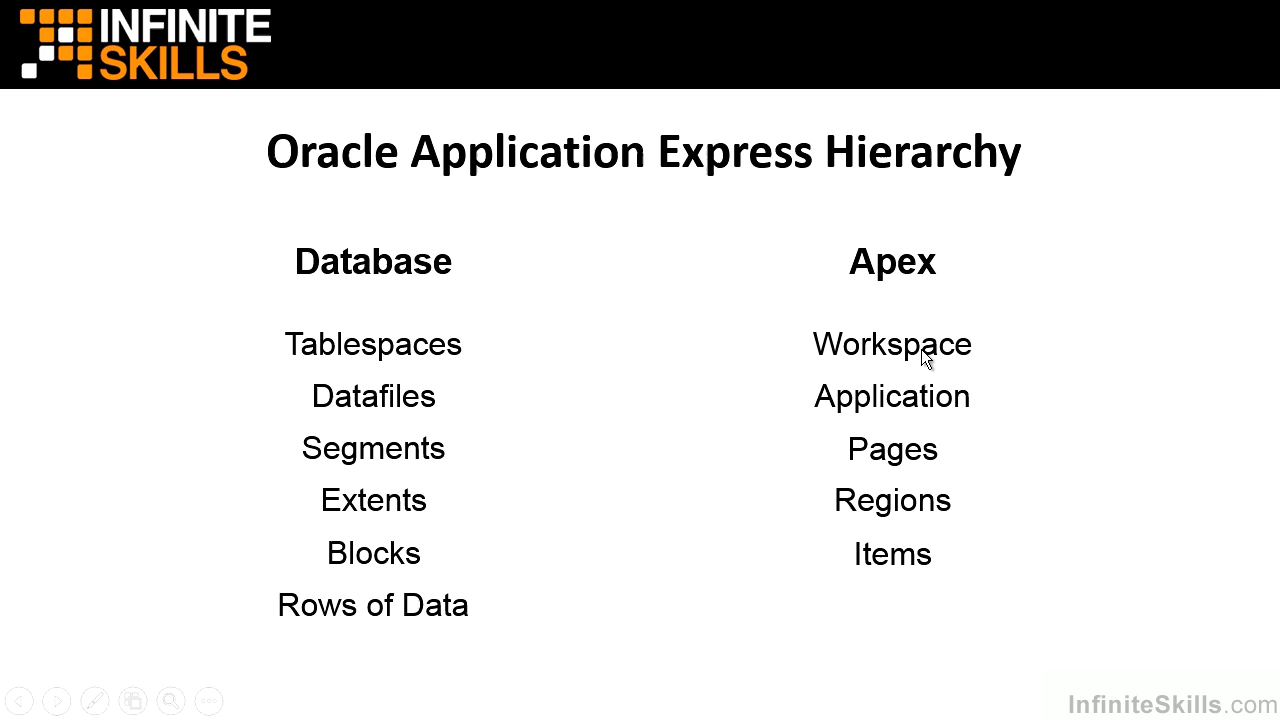 INFINITE
SKILLS
Oracle Application Express Hierarchy
Database
Tablespaces
Datafiles
Segments
Extents
Blocks
Rows of Data
Apex
Workspace
Application
Pages
Regions
Items
InfiniteSkills.com